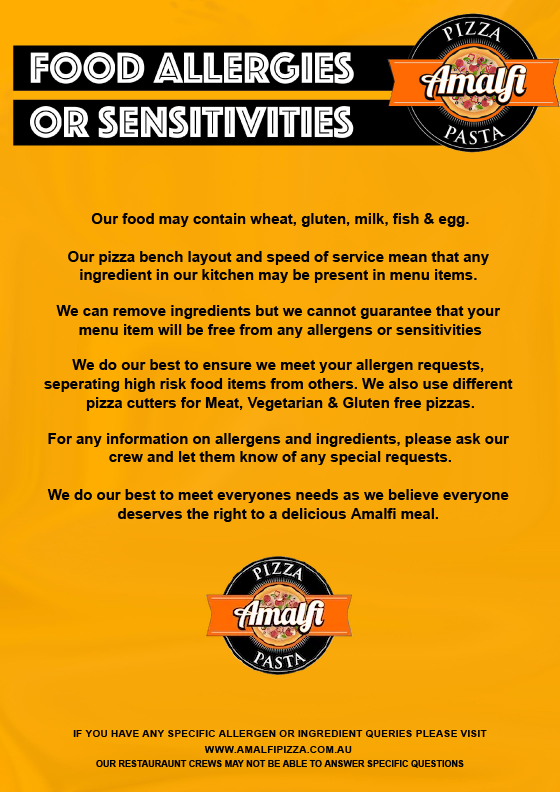 FOOD ALLERGIES
OR SENSITIVITIES
PIZZA
Amalfi
PASTA
Our food may contain wheat, gluten, milk, fish & egg.
Our pizza bench layout and speed of service mean that any
ingredient in our kitchen may be present in menu items.
We can remove ingredients but we cannot guarantee that your
menu item will be free from any allergens or sensitivities
We do our best to ensure we meet your allergen requests,
seperating high risk food items from others. We also use different
pizza cutters for Meat, Vegetarian & Gluten free pizzas.
For any information on allergens and ingredients, please ask our
crew and let them know of any special requests.
We do our best to meet everyones needs as we believe everyone
deserves the right to a delicious Amalfi meal.
PIZZA
Amalfi
PASTA
IF YOU HAVE ANY SPECIFIC ALLERGEN OR INGREDIENT QUERIES PLEASE VISIT
WWW.AMALFIPIZZA.COM.AU
OUR RESTAURAUNT CREWS MAY NOT BE ABLE TO ANSWER SPECIFIC QUESTIONS